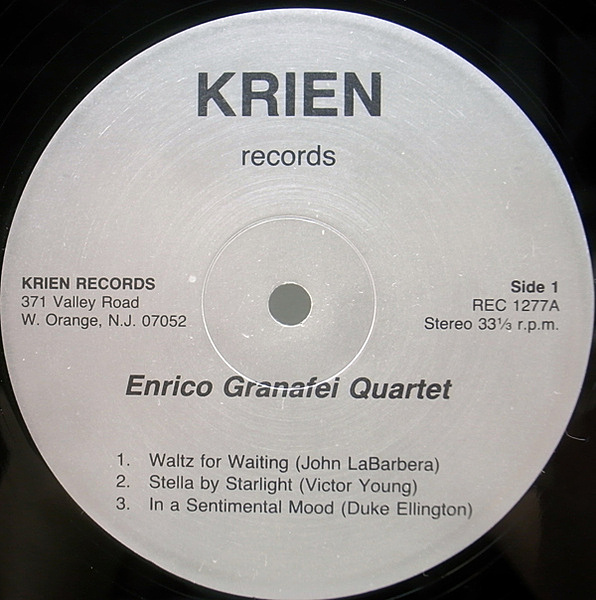 KRIEN
records
KRIEN RECORDS
371 Valley Road
W. Orange, N.J. 07052
Side 1
REC 1277A
Stereo 33⅓ r.p.m.
Enrico Granafei Quartet
1. Waltz for Waiting (John LaBarbera)
2. Stella by Starlight (Victor Young)
3. In a Sentimental Mood (Duke Ellington)